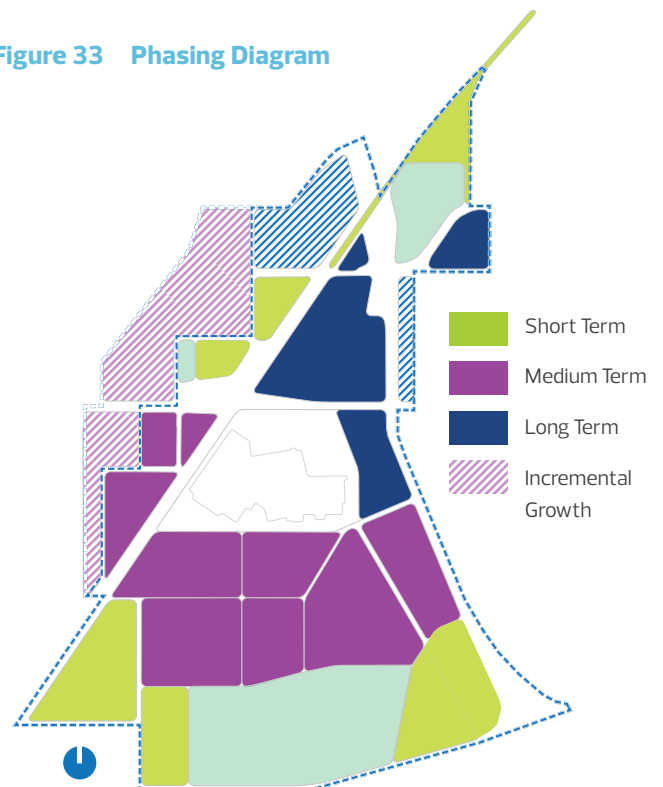 Figure 33 Phasing Diagram
Short Term
Medium Term
Long Term
Incremental
Growth